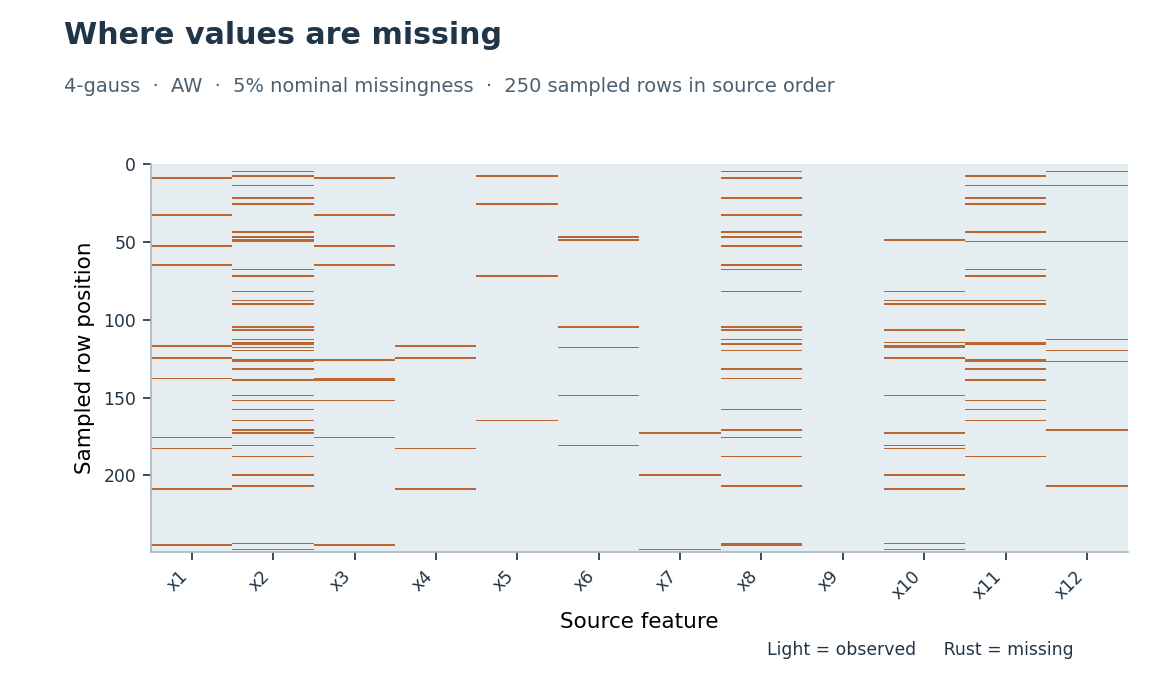 Where values are missing
4-gauss · AW · 5% nominal missingness · 250 sampled rows in source order
0
50
100
150
200
Sampled row position
x1 x2 x3 x4 x5 x6 x7 x8 x9 x10 x11 x12
Source feature
Light = observed Rust = missing